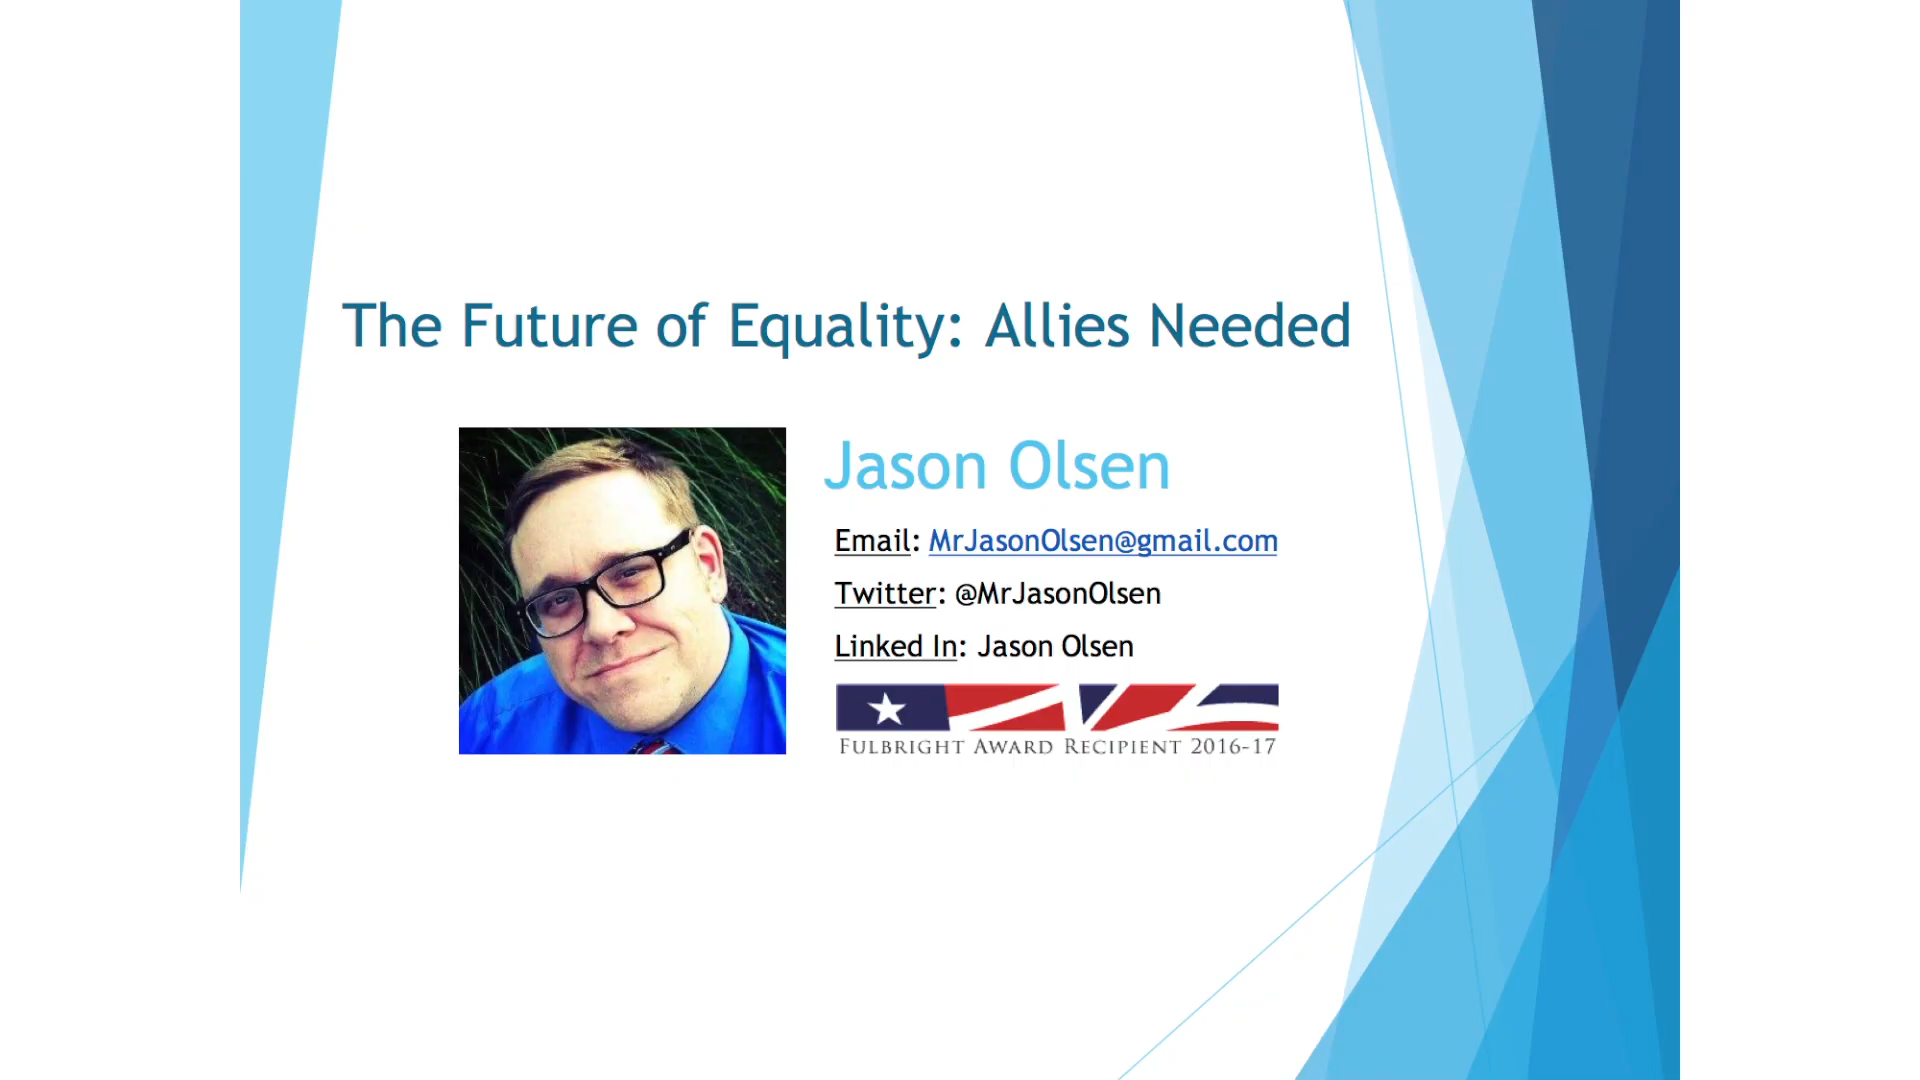 The Future of Equality: Allies Needed
Jason Olsen
Email: MrJasonOlsen@gmail.com
Twitter: @MrJasonOlsen
Linked In: Jason Olsen
FULBRIGHT AWARD RECIPIENT 2016-17